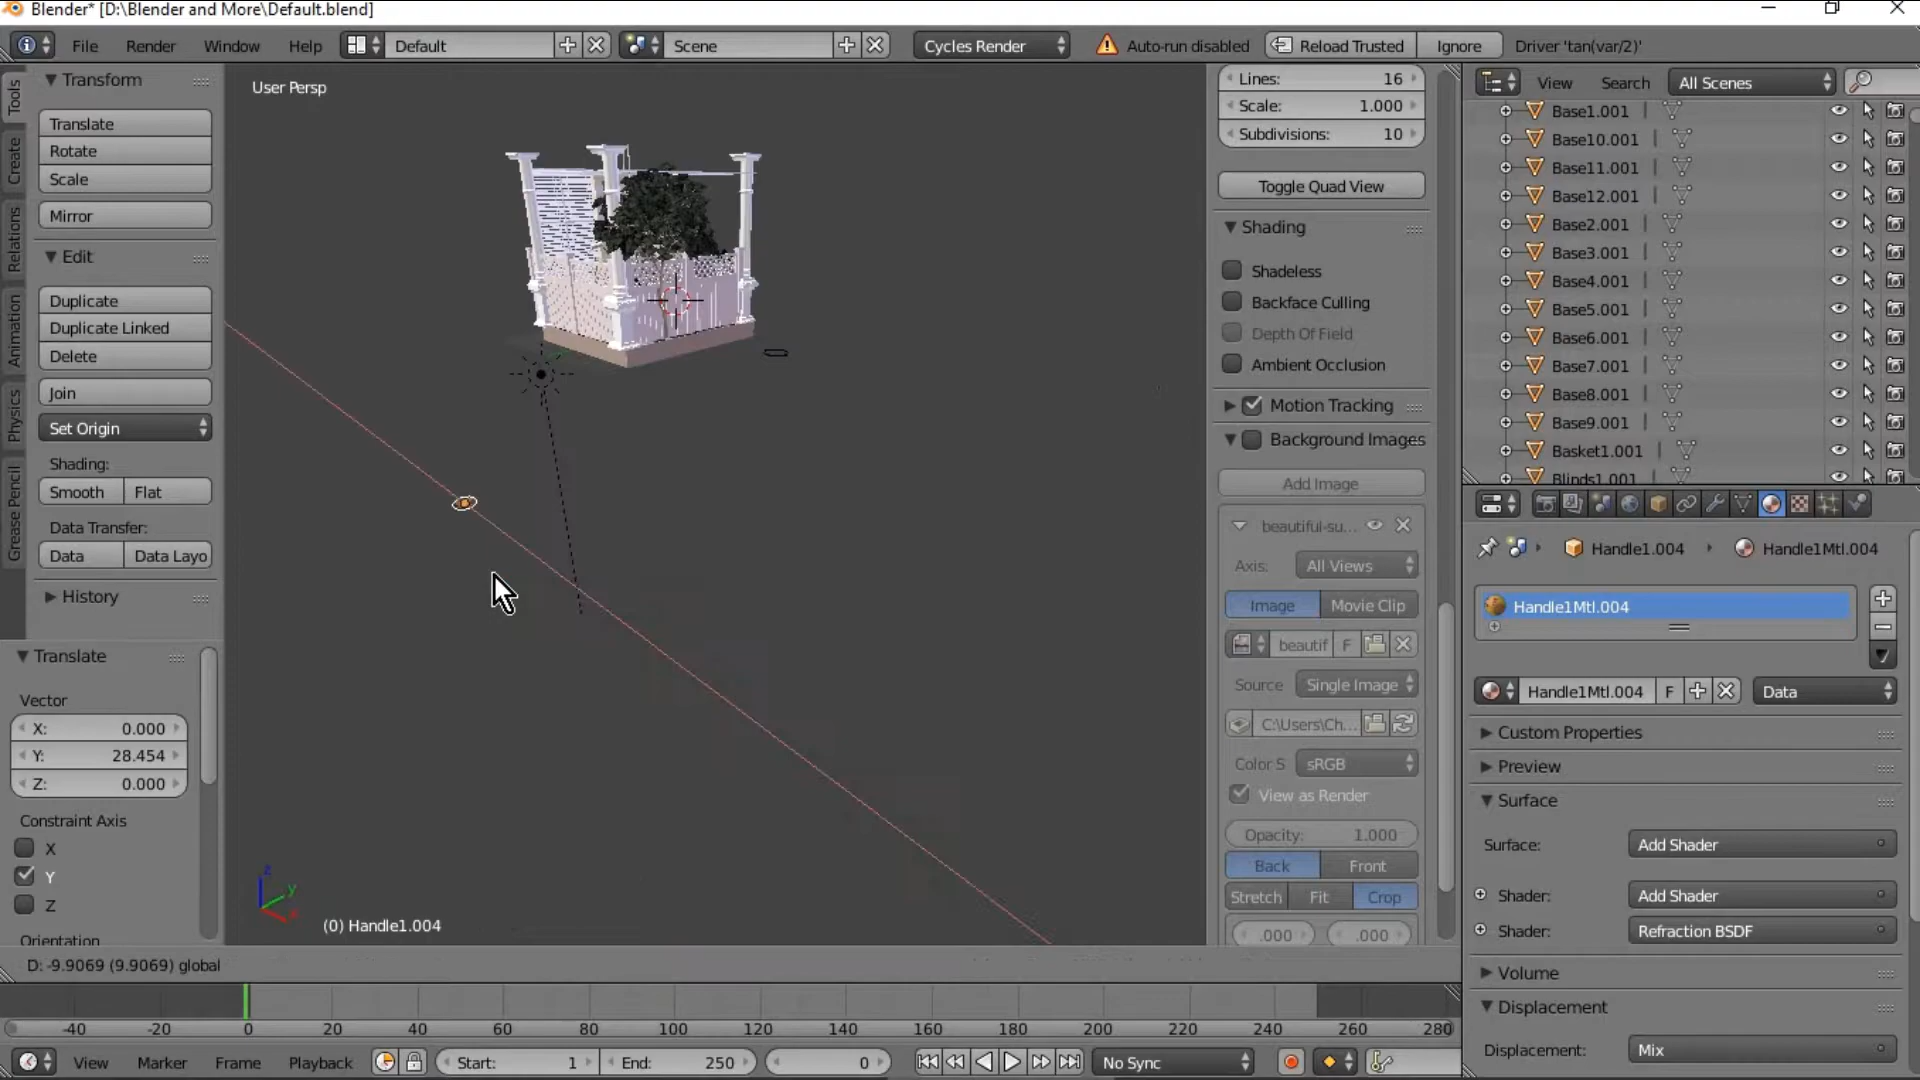 Blender* [D:\Blender and More\Default.blend]
File Render Window Help Default Scene Cycles Render Auto-run disabled Reload Trusted Ignore Driver 'tan(var/2)'
Tools
Create
Relations
Animation
Physics
Grease Pencil
Transform
Translate
Rotate
Scale
Mirror
Edit
Duplicate
Duplicate Linked
Delete
Join
Set Origin
Shading:
Smooth Flat
Data Transfer:
Data Data Layo
History
Translate
Vector
X: 0.000
Y: 28.454
Z: 0.000
Constraint Axis
X
Y
Z
Orientation
User Persp
z
y
x
(0) Handle1.004
D: -9.9069 (9.9069) global
Lines: 16
Scale: 1.000
Subdivisions: 10
Toggle Quad View
Shading
Shadeless
Backface Culling
Depth Of Field
Ambient Occlusion
Motion Tracking
Background Images
Add Image
beautiful-su...
Axis: All Views
Image Movie Clip
beautif F
Source Single Image
C:\Users\Ch...
Color S sRGB
View as Render
Opacity: 1.000
Back Front
Stretch Fit Crop
.000 .000
View Search All Scenes
Base1.001
Base10.001
Base11.001
Base12.001
Base2.001
Base3.001
Base4.001
Base5.001
Base6.001
Base7.001
Base8.001
Base9.001
Basket1.001
Blinds1.001
Handle1.004 Handle1Mtl.004
Handle1Mtl.004
Handle1Mtl.004 F Data
Custom Properties
Preview
Surface
Surface: Add Shader
Shader: Add Shader
Shader: Refraction BSDF
Volume
Displacement
Displacement: Mix
-40 -20 0 20 40 60 80 100 120 140 160 180 200 220 240 260 280
View Marker Frame Playback Start: 1 End: 250 0 No Sync